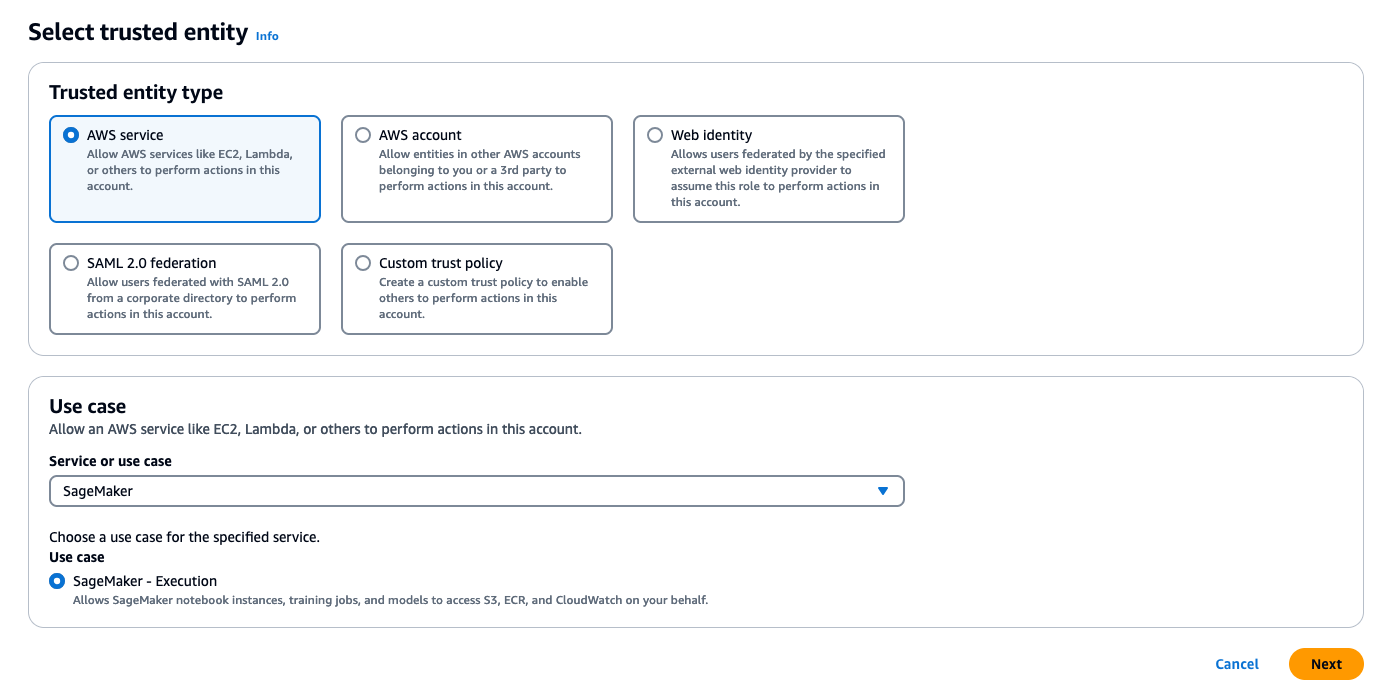 Select trusted entity Info
Trusted entity type
AWS service
Allow AWS services like EC2, Lambda,
or others to perform actions in this
account.
AWS account
Allow entities in other AWS accounts
belonging to you or a 3rd party to
perform actions in this account.
Web identity
Allows users federated by the specified
external web identity provider to
assume this role to perform actions in
this account.
SAML 2.0 federation
Allow users federated with SAML 2.0
from a corporate directory to perform
actions in this account.
Custom trust policy
Create a custom trust policy to enable
others to perform actions in this
account.
Use case
Allow an AWS service like EC2, Lambda, or others to perform actions in this account.
Service or use case
SageMaker
Choose a use case for the specified service.
Use case
SageMaker - Execution
Allows SageMaker notebook instances, training jobs, and models to access S3, ECR, and CloudWatch on your behalf.
Cancel
Next